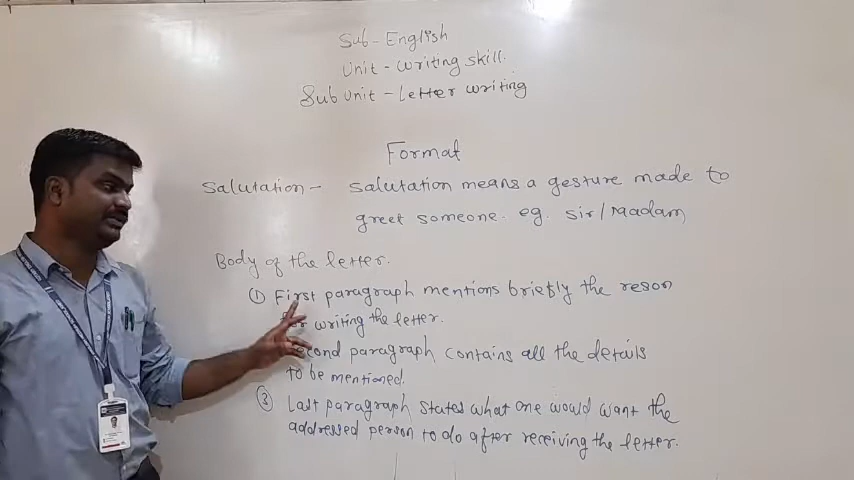 Sub - English
Unit - Writing skill.
Sub Unit - Letter writing
Format
Salutation - Salutation means a gesture made to
greet someone. eg. Sir/Madam
Body of the letter.
① First paragraph mentions briefly the reson
for writing the letter.
Second paragraph contains all the details
to be mentioned.
③ Last paragraph states what one would want the
addressed person to do after receiving the letter.